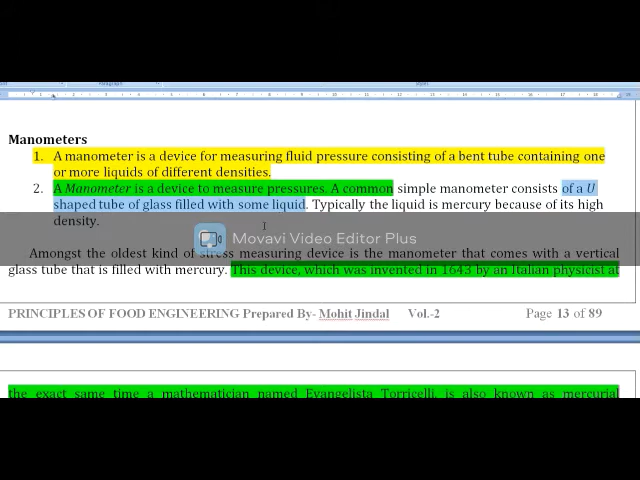 Manometers
1. A manometer is a device for measuring fluid pressure consisting of a bent tube containing one
or more liquids of different densities.
2. A Manometer is a device to measure pressures. A common simple manometer consists of a U
shaped tube of glass filled with some liquid. Typically the liquid is mercury because of its high
density.
Movavi Video Editor Plus
Amongst the oldest kind of stress measuring device is the manometer that comes with a vertical
glass tube that is filled with mercury. This device, which was invented in 1643 by an Italian physicist at
PRINCIPLES OF FOOD ENGINEERING Prepared By- Mohit Jindal Vol.-2 Page 13 of 89
the exact same time a mathematician named Evangelista Torricelli, is also known as mercurial